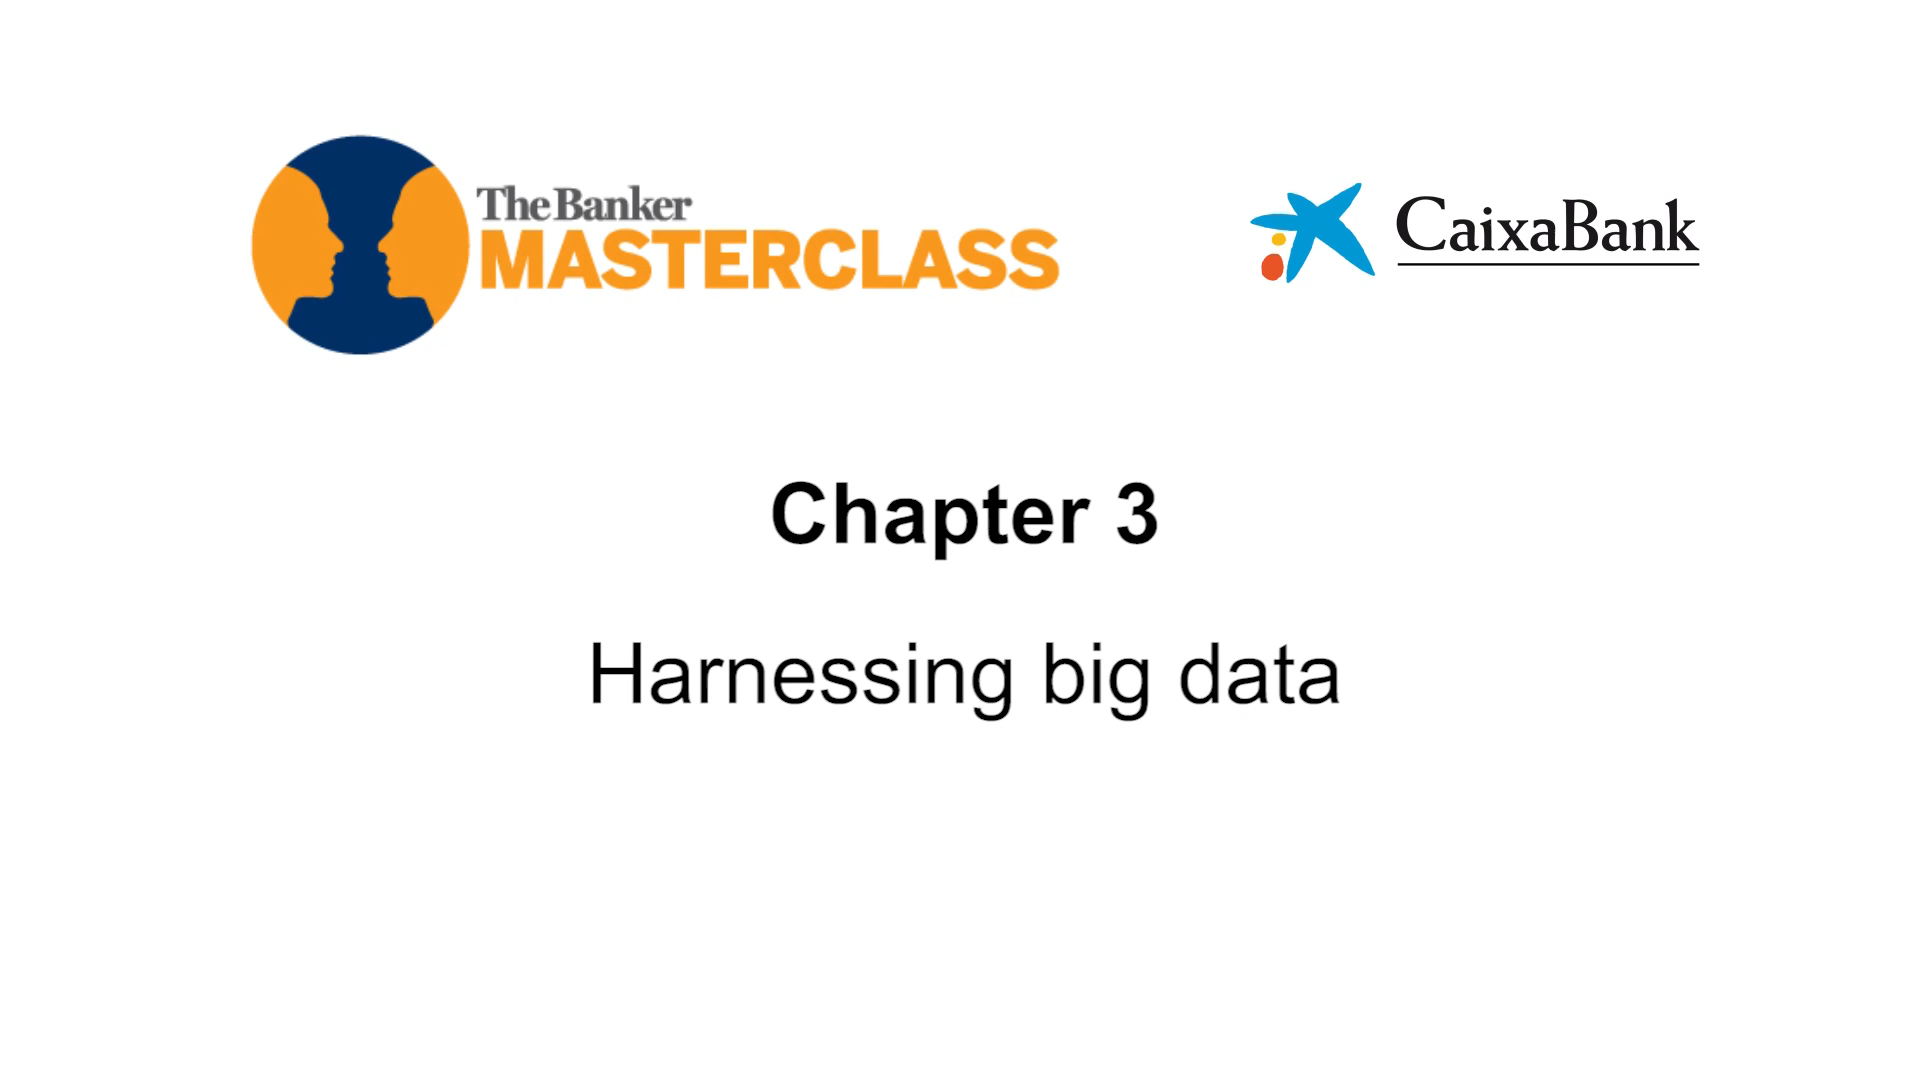 The Banker
MASTERCLASS
CaixaBank
Chapter 3
Harnessing big data